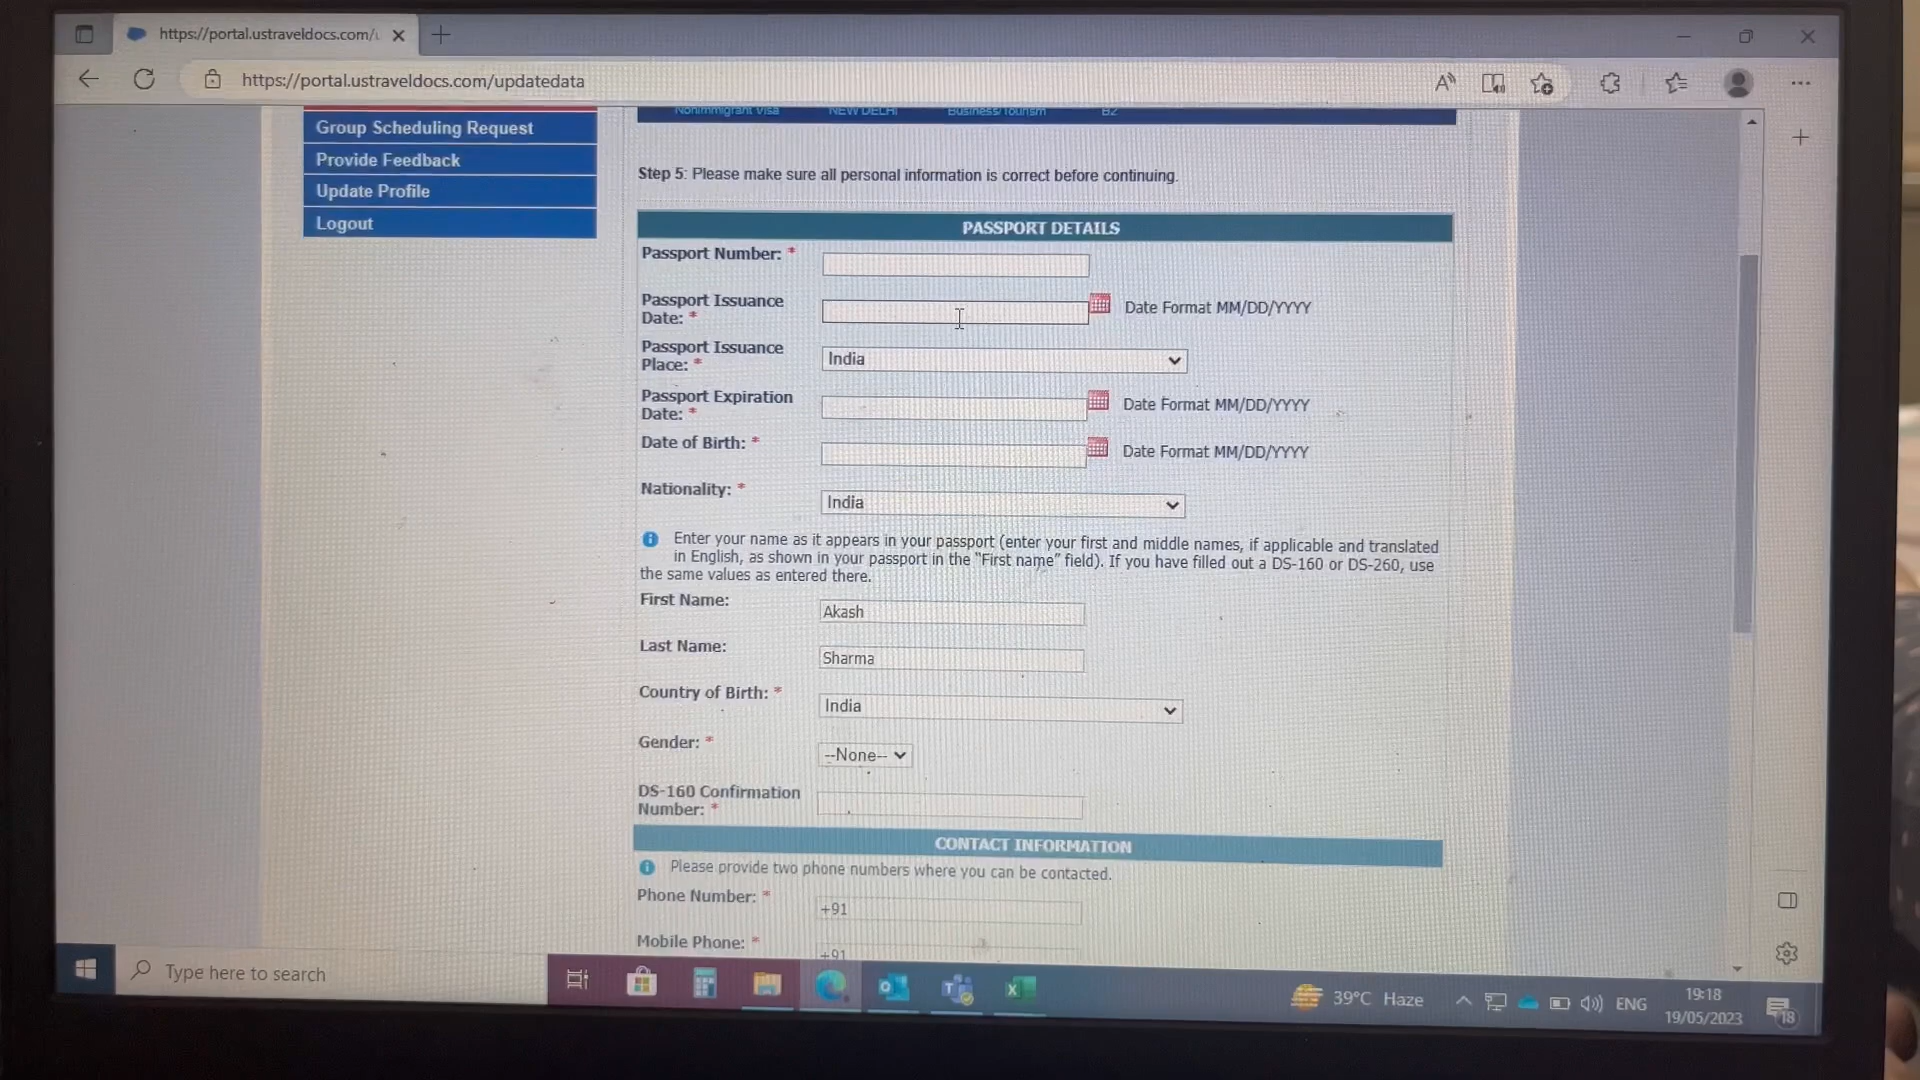 https://portal.ustraveldocs.com/u
https://portal.ustraveldocs.com/updatedata
Nonimmigrant Visa NEW DELHI Business/Tourism B2
Group Scheduling Request
Provide Feedback
Update Profile
Logout
Step 5: Please make sure all personal information is correct before continuing.
PASSPORT DETAILS
Passport Number: *
Passport Issuance
Date: *
Date Format MM/DD/YYYY
Passport Issuance
Place: *
India
Passport Expiration
Date: *
Date Format MM/DD/YYYY
Date of Birth: *
Date Format MM/DD/YYYY
Nationality: *
India
Enter your name as it appears in your passport (enter your first and middle names, if applicable and translated
in English, as shown in your passport in the "First name" field). If you have filled out a DS-160 or DS-260, use
the same values as entered there.
First Name:
Akash
Last Name:
Sharma
Country of Birth: *
India
Gender: *
--None--
DS-160 Confirmation
Number: *
CONTACT INFORMATION
Please provide two phone numbers where you can be contacted.
Phone Number: *
+91
Mobile Phone: *
+91
Type here to search
39°C Haze
ENG
19:18
19/05/2023
18